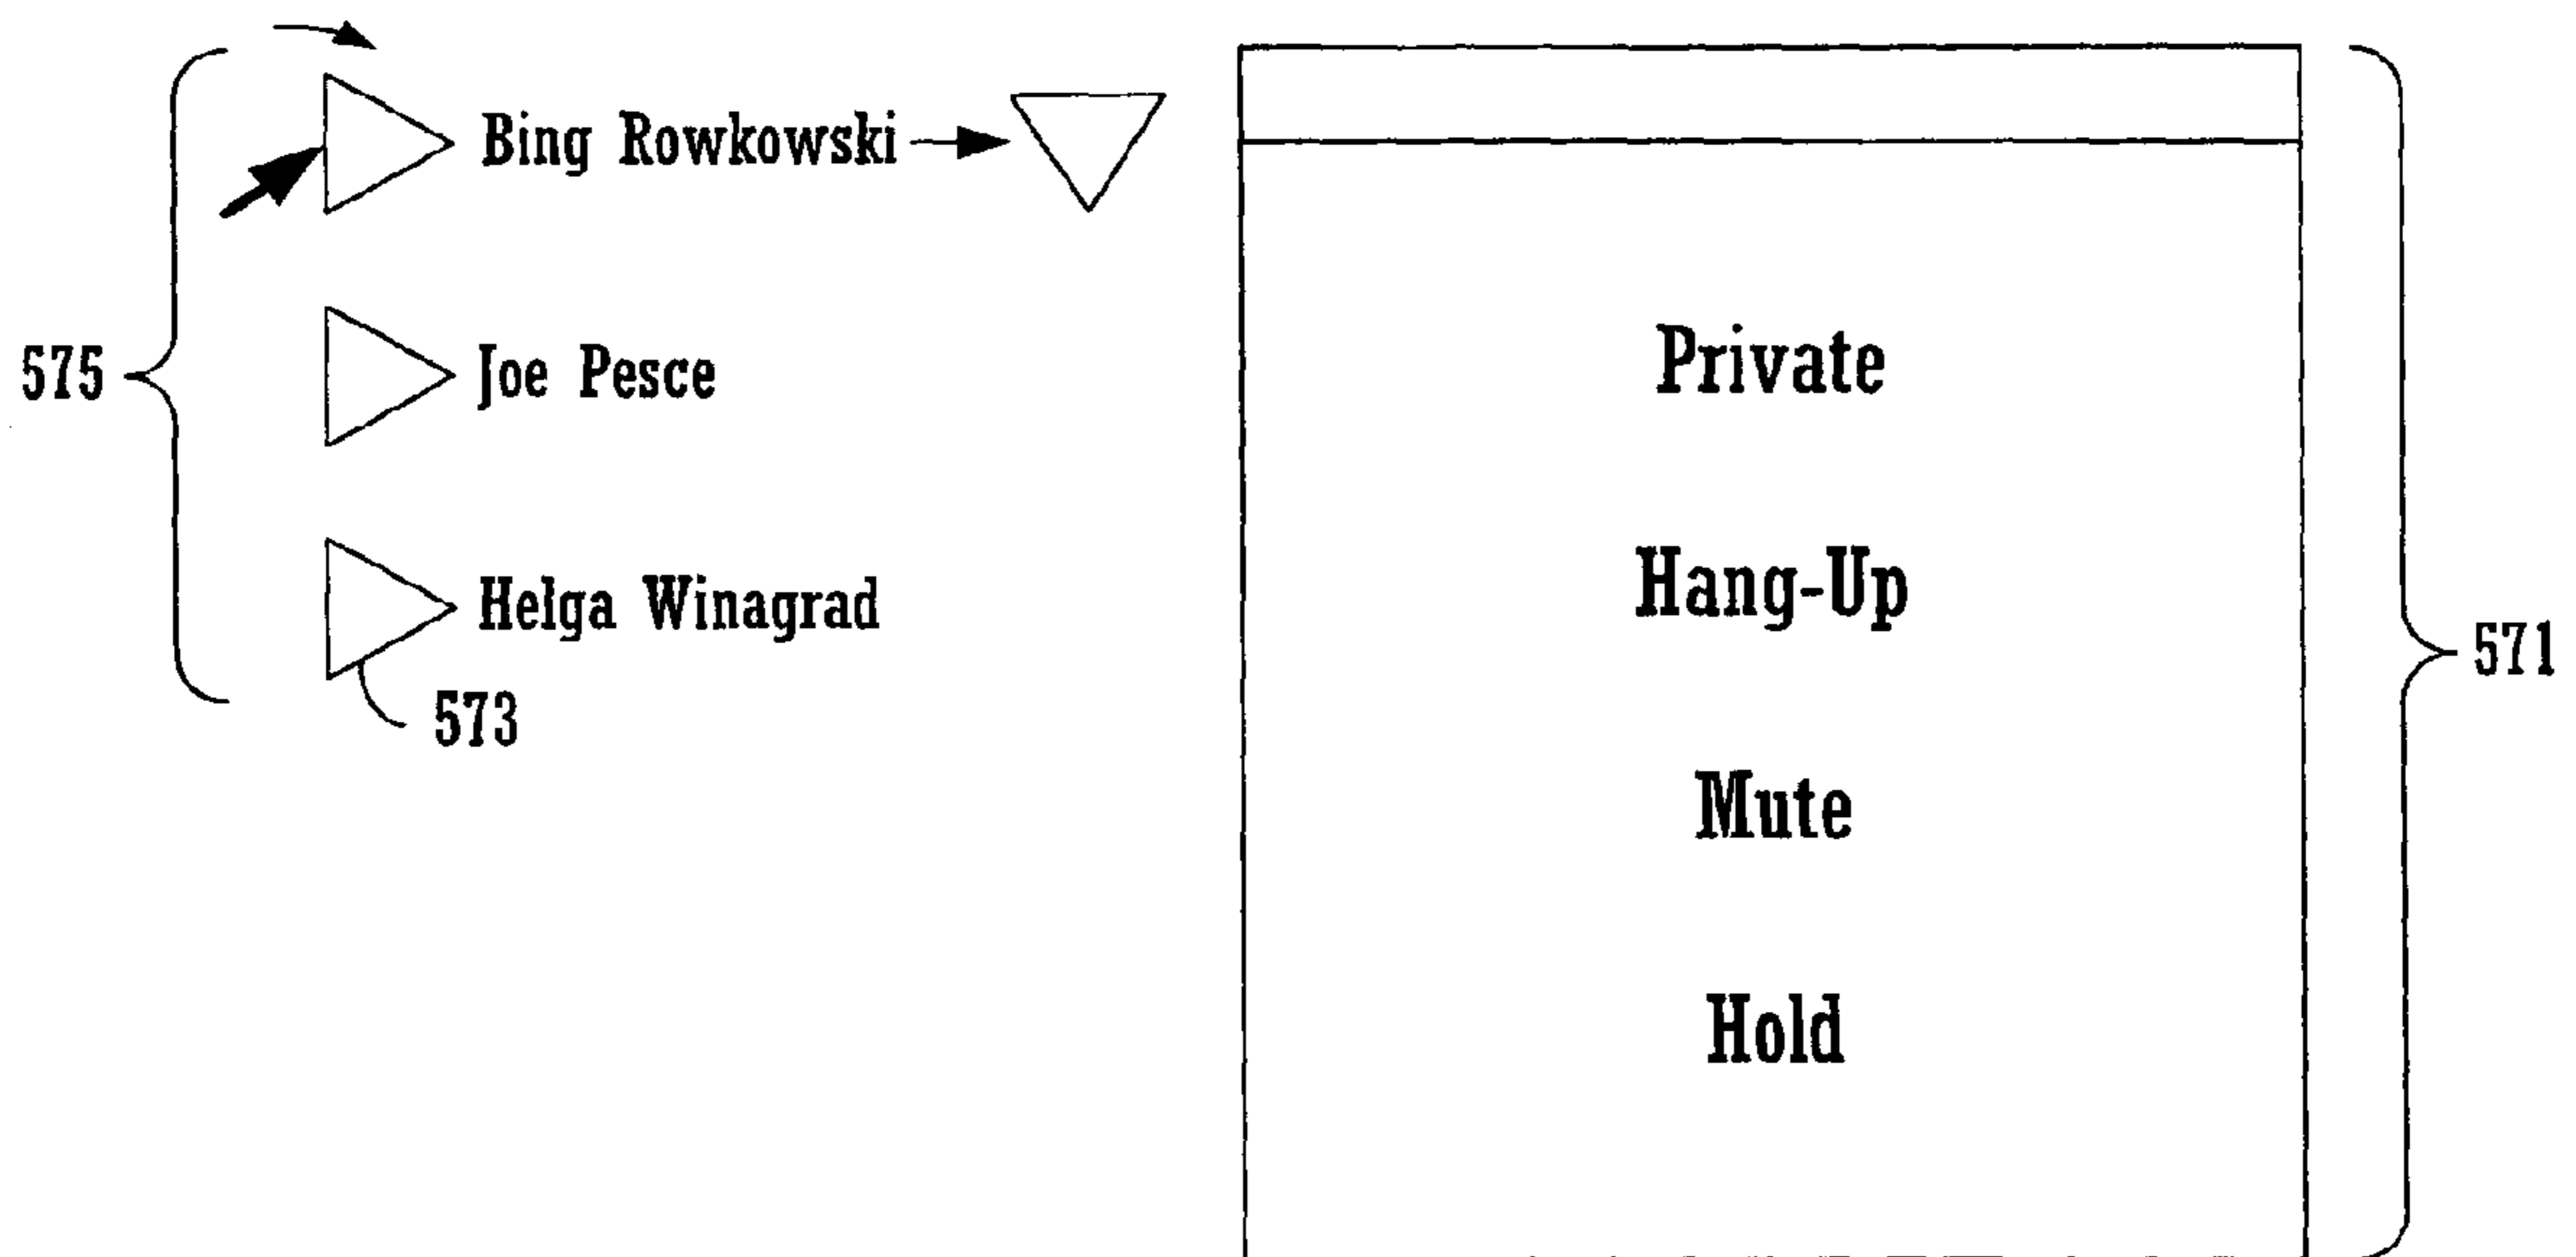 Bing Rowkowski
Joe Pesce
Helga Winagrad
575
573
Private
Hang-Up
Mute
Hold
571